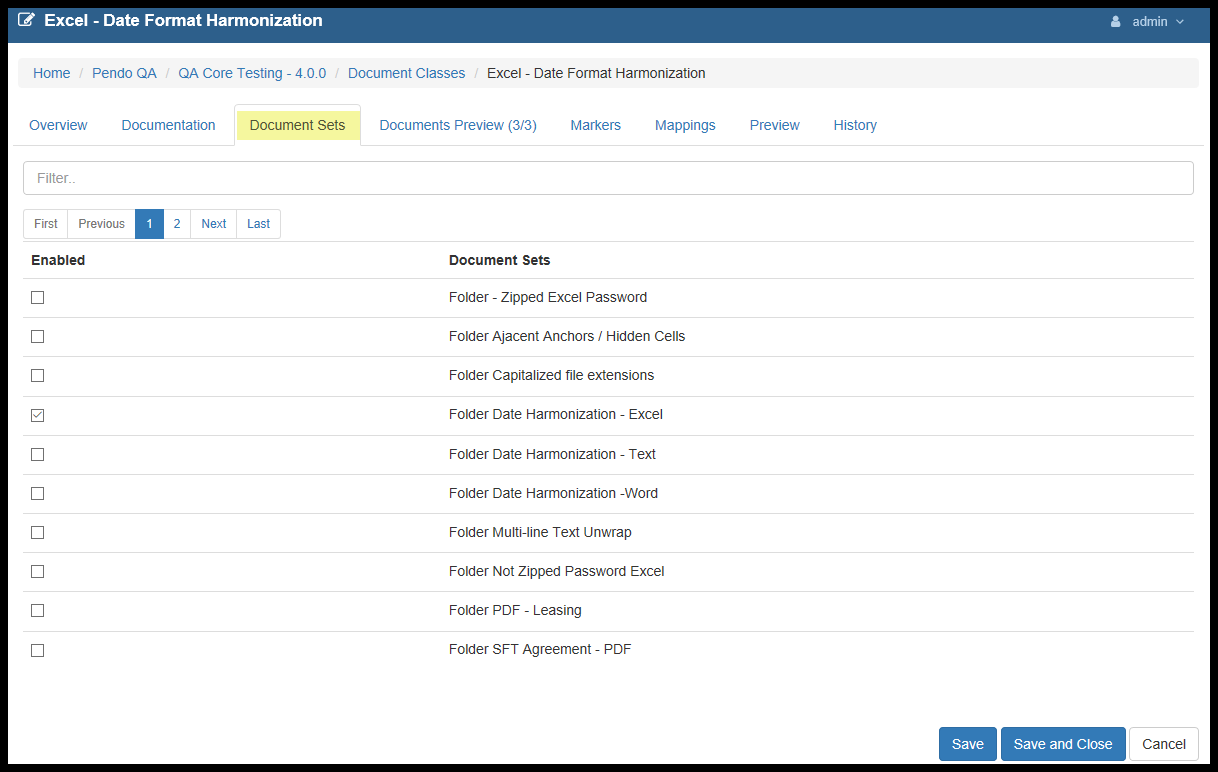 Excel - Date Format Harmonization admin
Home / Pendo QA / QA Core Testing - 4.0.0 / Document Classes / Excel - Date Format Harmonization
Overview Documentation Document Sets Documents Preview (3/3) Markers Mappings Preview History
Filter..
First Previous 1 2 Next Last
Enabled Document Sets
Folder - Zipped Excel Password
Folder Ajacent Anchors / Hidden Cells
Folder Capitalized file extensions
Folder Date Harmonization - Excel
Folder Date Harmonization - Text
Folder Date Harmonization -Word
Folder Multi-line Text Unwrap
Folder Not Zipped Password Excel
Folder PDF - Leasing
Folder SFT Agreement - PDF
Save Save and Close Cancel